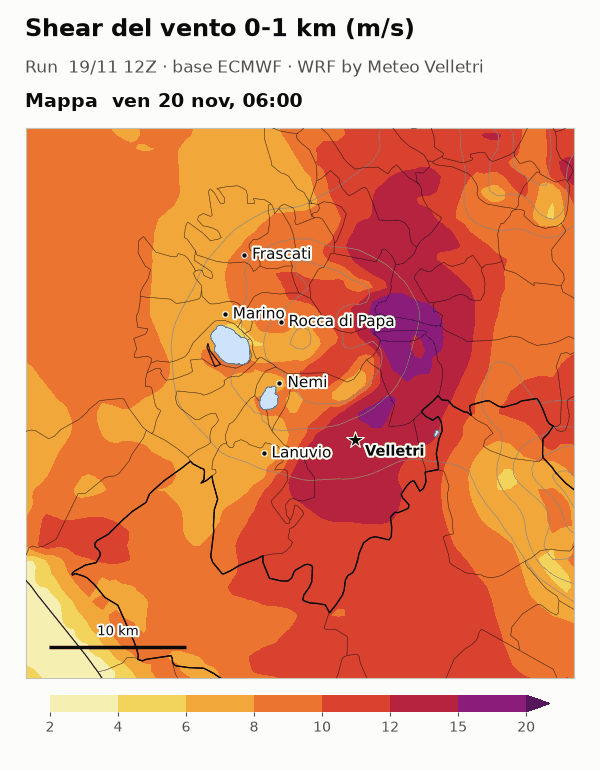 Shear del vento 0-1 km (m/s)
Run  19/11 12Z · base ECMWF · WRF by Meteo Velletri
Mappa  ven 20 nov, 06:00
Frascati
Marino
Rocca di Papa
Nemi
Velletri
Lanuvio
10 km
2 4 6 8 10 12 15 20